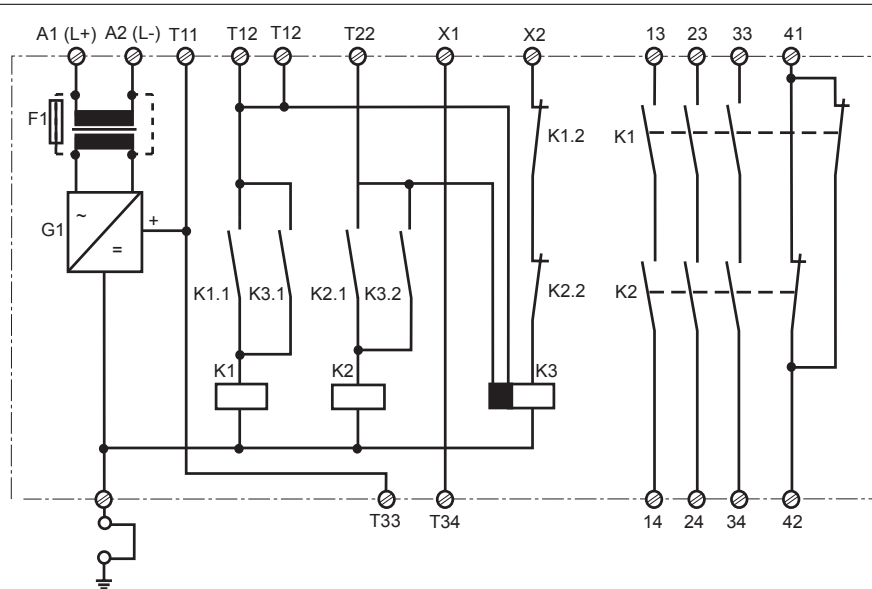 A1 (L+) A2 (L-) T11 T12 T12 T22 X1 X2 13 23 33 41
F1
K1.2 K1
G1 ~ + =
K1.1 K3.1 K2.1 K3.2 K2.2 K2
K1 K2 K3
T33 T34 14 24 34 42